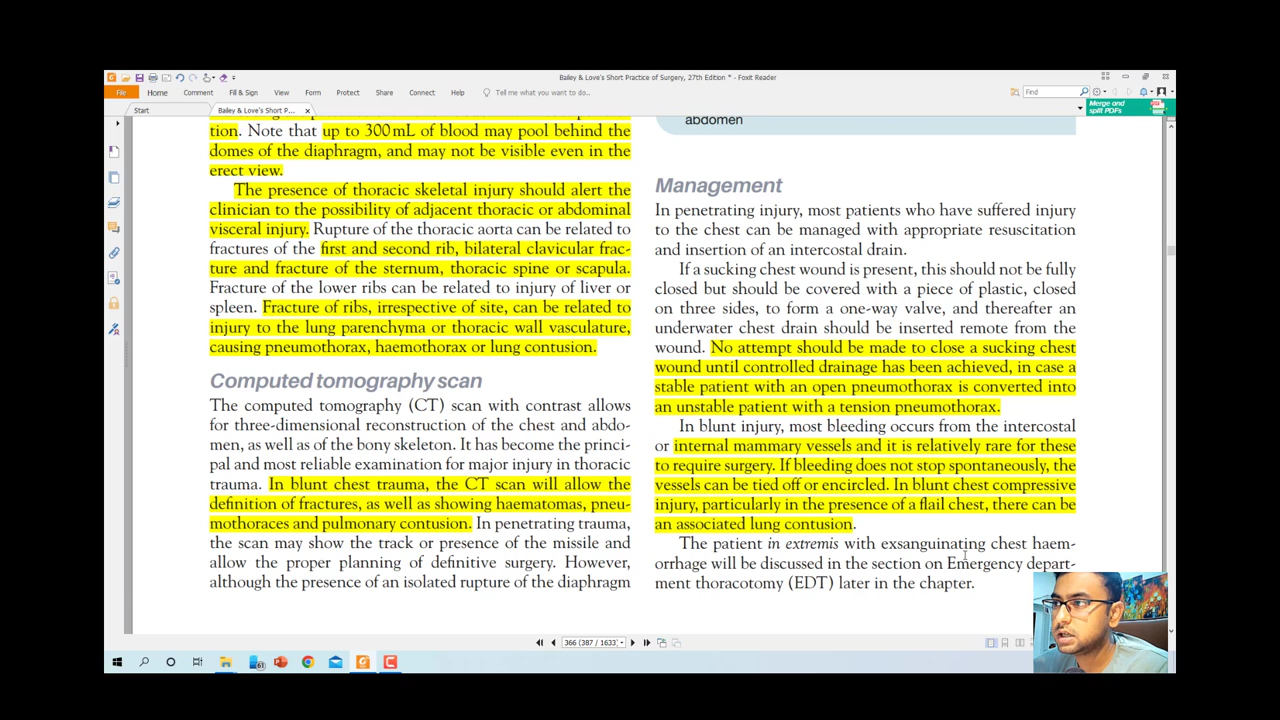 Bailey & Love's Short Practice of Surgery, 27th Edition * - Foxit Reader
File Home Comment Fill & Sign View Form Protect Share Connect Help Tell me what you do...
Find
Start
Bailey & Love's Short P...
Merge and
split PDFs
tion. Note that up to 300 mL of blood may pool behind the
domes of the diaphragm, and may not be visible even in the
erect view.
The presence of thoracic skeletal injury should alert the
clinician to the possibility of adjacent thoracic or abdominal
visceral injury. Rupture of the thoracic aorta can be related to
fractures of the first and second rib, bilateral clavicular frac-
ture and fracture of the sternum, thoracic spine or scapula.
Fracture of the lower ribs can be related to injury of liver or
spleen. Fracture of ribs, irrespective of site, can be related to
injury to the lung parenchyma or thoracic wall vasculature,
causing pneumothorax, haemothorax or lung contusion.
Computed tomography scan
The computed tomography (CT) scan with contrast allows
for three-dimensional reconstruction of the chest and abdo-
men, as well as of the bony skeleton. It has become the princi-
pal and most reliable examination for major injury in thoracic
trauma. In blunt chest trauma, the CT scan will allow the
definition of fractures, as well as showing haematomas, pneu-
mothoraces and pulmonary contusion. In penetrating trauma,
the scan may show the track or presence of the missile and
allow the proper planning of definitive surgery. However,
although the presence of an isolated rupture of the diaphragm
abdomen
Management
In penetrating injury, most patients who have suffered injury
to the chest can be managed with appropriate resuscitation
and insertion of an intercostal drain.
If a sucking chest wound is present, this should not be fully
closed but should be covered with a piece of plastic, closed
on three sides, to form a one-way valve, and thereafter an
underwater chest drain should be inserted remote from the
wound. No attempt should be made to close a sucking chest
wound until controlled drainage has been achieved, in case a
stable patient with an open pneumothorax is converted into
an unstable patient with a tension pneumothorax.
In blunt injury, most bleeding occurs from the intercostal
or internal mammary vessels and it is relatively rare for these
to require surgery. If bleeding does not stop spontaneously, the
vessels can be tied off or encircled. In blunt chest compressive
injury, particularly in the presence of a flail chest, there can be
an associated lung contusion.
The patient in extremis with exsanguinating chest haem-
orrhage will be discussed in the section on Emergency depart-
ment thoracotomy (EDT) later in the chapter.
366 (387 / 1633)
61